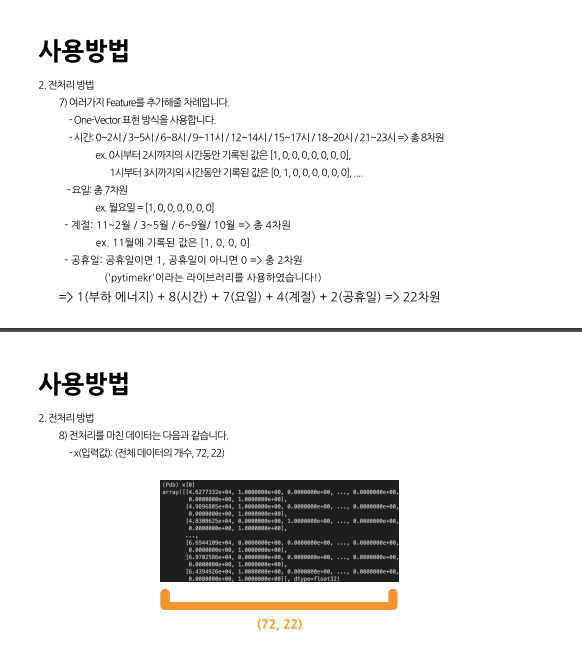 사용방법
2. 전처리 방법
7) 여러가지 Feature를 추가해줄 차례입니다.
- One-Vector 표현 방식을 사용합니다.
- 시간: 0~2시 / 3~5시 / 6~8시 / 9~11시 / 12~14시 / 15~17시 / 18~20시 / 21~23시 => 총 8차원
ex. 0시부터 2시까지의 시간동안 기록된 값은 [1, 0, 0, 0, 0, 0, 0, 0],
1시부터 3시까지의 시간동안 기록된 값은 [0, 1, 0, 0, 0, 0, 0, 0], ....
- 요일: 총 7차원
ex. 월요일 = [1, 0, 0, 0, 0, 0, 0]
- 계절: 11~2월 / 3~5월 / 6~9월/ 10월 => 총 4차원
ex. 11월에 기록된 값은 [1, 0, 0, 0]
- 공휴일: 공휴일이면 1, 공휴일이 아니면 0 => 총 2차원
('pytimekr'이라는 라이브러리를 사용하였습니다!)
=> 1(부하 에너지) + 8(시간) + 7(요일) + 4(계절) + 2(공휴일) => 22차원
사용방법
2. 전처리 방법
8) 전처리를 마친 데이터는 다음과 같습니다.
- x(입력값): (전체 데이터의 개수, 72, 22)
(Pdb) x[0]
array([[4.6277332e+04, 1.0000000e+00, 0.0000000e+00, ..., 0.0000000e+00,
0.0000000e+00, 1.0000000e+00],
[4.9896805e+04, 1.0000000e+00, 0.0000000e+00, ..., 0.0000000e+00,
0.0000000e+00, 1.0000000e+00],
[4.8308625e+04, 0.0000000e+00, 1.0000000e+00, ..., 0.0000000e+00,
0.0000000e+00, 1.0000000e+00],
...,
[6.6944109e+04, 0.0000000e+00, 0.0000000e+00, ..., 0.0000000e+00,
0.0000000e+00, 1.0000000e+00],
[6.9702586e+04, 0.0000000e+00, 0.0000000e+00, ..., 0.0000000e+00,
0.0000000e+00, 1.0000000e+00],
[6.4394926e+04, 1.0000000e+00, 0.0000000e+00, ..., 0.0000000e+00,
0.0000000e+00, 1.0000000e+00]], dtype=float32)
(72, 22)